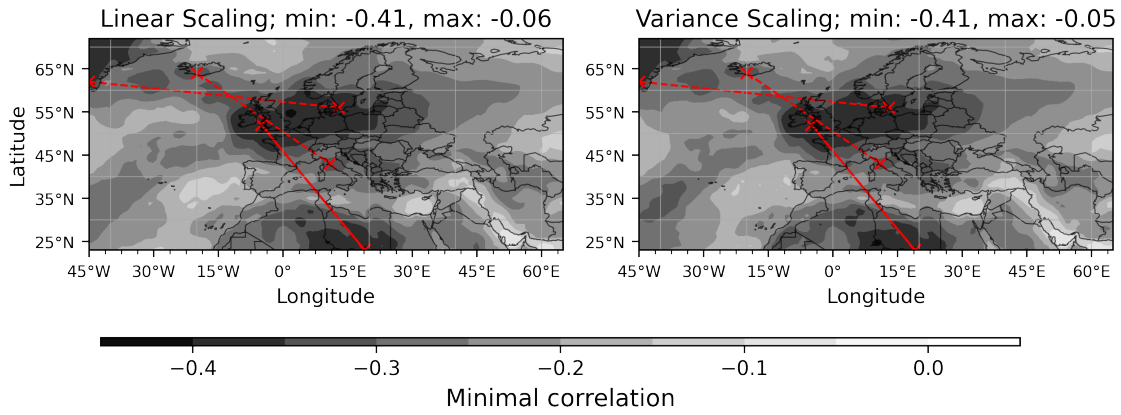 Linear Scaling; min: -0.41, max: -0.06
Variance Scaling; min: -0.41, max: -0.05
Latitude
65°N
55°N
45°N
35°N
25°N
45°W 30°W 15°W 0° 15°E 30°E 45°E 60°E
Longitude
65°N
55°N
45°N
35°N
25°N
45°W 30°W 15°W 0° 15°E 30°E 45°E 60°E
Longitude
−0.4 −0.3 −0.2 −0.1 0.0
Minimal correlation